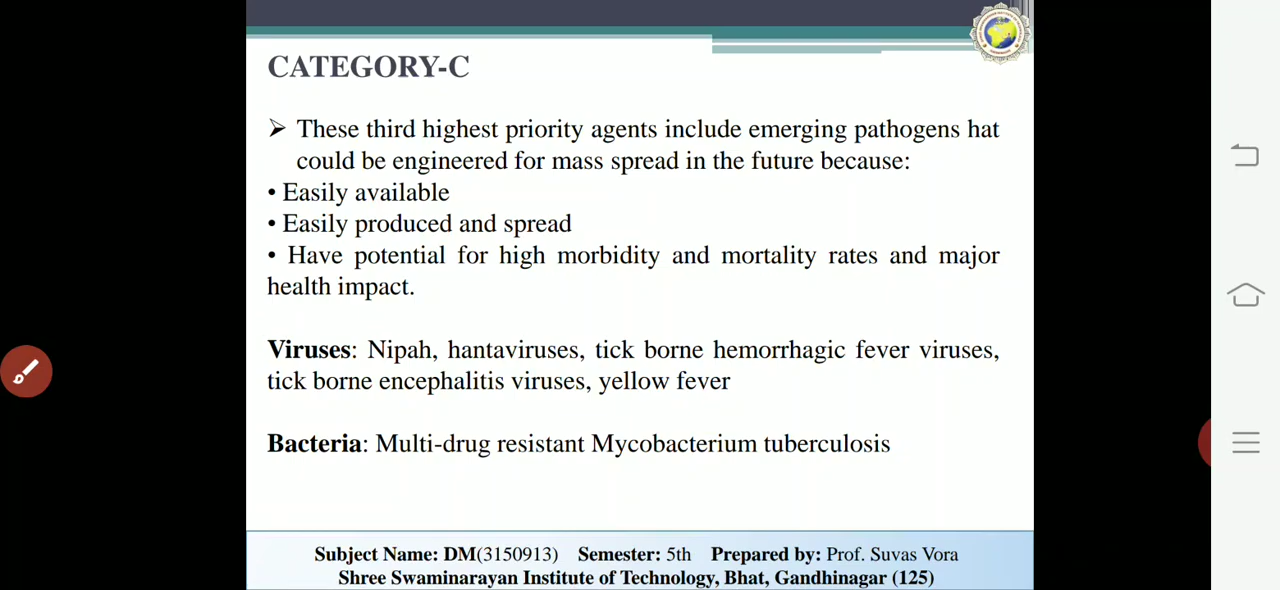 CATEGORY-C
➢ These third highest priority agents include emerging pathogens hat
could be engineered for mass spread in the future because:
• Easily available
• Easily produced and spread
• Have potential for high morbidity and mortality rates and major
health impact.
Viruses: Nipah, hantaviruses, tick borne hemorrhagic fever viruses,
tick borne encephalitis viruses, yellow fever
Bacteria: Multi-drug resistant Mycobacterium tuberculosis
Subject Name: DM(3150913) Semester: 5th Prepared by: Prof. Suvas Vora
Shree Swaminarayan Institute of Technology, Bhat, Gandhinagar (125)